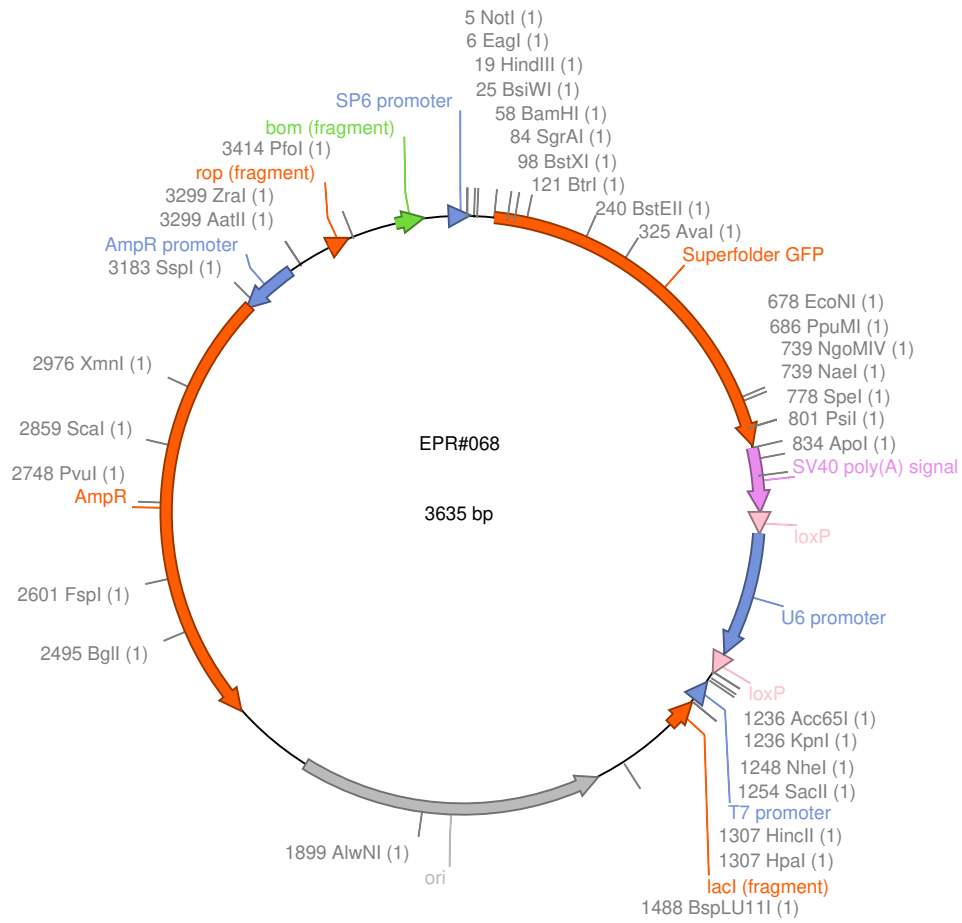 5 NotI (1)
6 EagI (1)
19 HindIII (1)
25 BsiWI (1)
SP6 promoter
58 BamHI (1)
bom (fragment)
84 SgrAI (1)
3414 PfoI (1)
98 BstXI (1)
rop (fragment)
121 BtrI (1)
3299 ZraI (1)
240 BstEII (1)
3299 AatII (1)
325 AvaI (1)
AmpR promoter
Superfolder GFP
3183 SspI (1)
678 EcoNI (1)
686 PpuMI (1)
739 NgoMIV (1)
2976 XmnI (1)
739 NaeI (1)
778 SpeI (1)
801 PsiI (1)
2859 ScaI (1)
EPR#068
834 ApoI (1)
SV40 poly(A) signal
2748 PvuI (1)
AmpR
3635 bp
loxP
2601 FspI (1)
U6 promoter
2495 BglI (1)
loxP
1236 Acc65I (1)
1236 KpnI (1)
1248 NheI (1)
1254 SacII (1)
T7 promoter
1307 HincII (1)
1899 AlwNI (1)
1307 HpaI (1)
ori
lacI (fragment)
1488 BspLU11I (1)